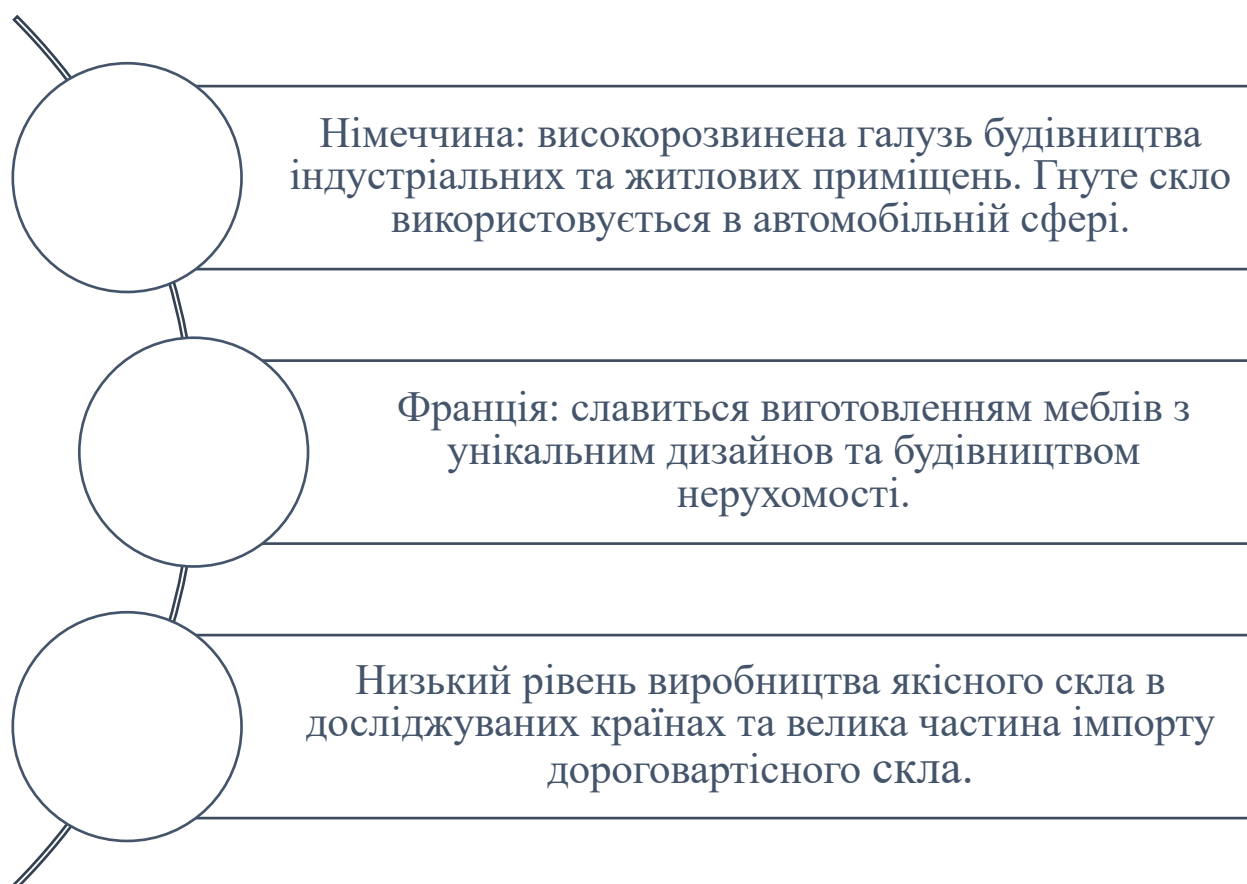 Німеччина: високорозвинена галузь будівництва
індустріальних та житлових приміщень. Гнуте скло
використовується в автомобільній сфері.
Франція: славиться виготовленням меблів з
унікальним дизайнов та будівництвом
нерухомості.
Низький рівень виробництва якісного скла в
досліджуваних країнах та велика частина імпорту
дороговартісного скла.